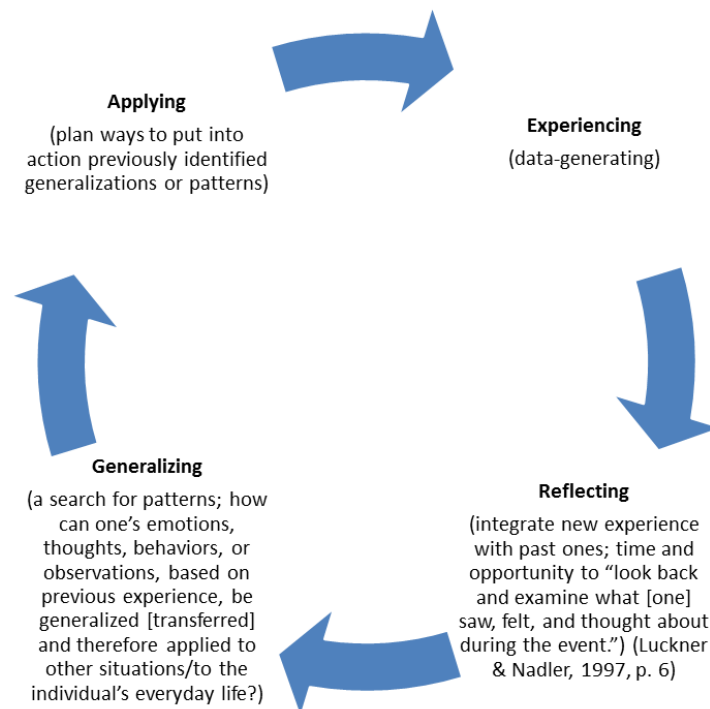 Applying
(plan ways to put into
action previously identified
generalizations or patterns)
Experiencing
(data-generating)
Reflecting
(integrate new experience
with past ones; time and
opportunity to “look back
and examine what [one]
saw, felt, and thought about
during the event.”) (Luckner
& Nadler, 1997, p. 6)
Generalizing
(a search for patterns; how
can one’s emotions,
thoughts, behaviors, or
observations, based on
previous experience, be
generalized [transferred]
and therefore applied to
other situations/to the
individual’s everyday life?)